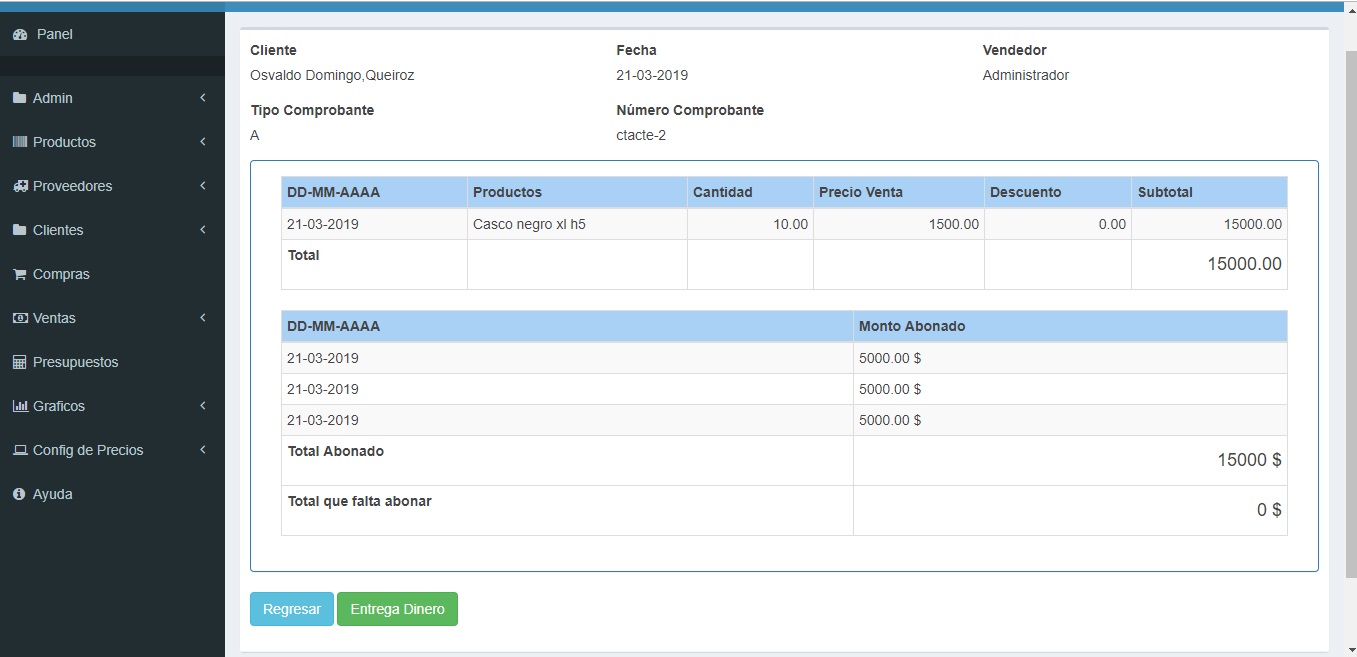 Panel
Admin
Productos
Proveedores
Clientes
Compras
Ventas
Presupuestos
Graficos
Config de Precios
Ayuda
Cliente Fecha Vendedor
Osvaldo Domingo,Queiroz 21-03-2019 Administrador
Tipo Comprobante Número Comprobante
A ctacte-2
DD-MM-AAAA Productos Cantidad Precio Venta Descuento Subtotal
21-03-2019 Casco negro xl h5 10.00 1500.00 0.00 15000.00
Total 15000.00
DD-MM-AAAA Monto Abonado
21-03-2019 5000.00 $
21-03-2019 5000.00 $
21-03-2019 5000.00 $
Total Abonado 15000 $
Total que falta abonar 0 $
Regresar Entrega Dinero